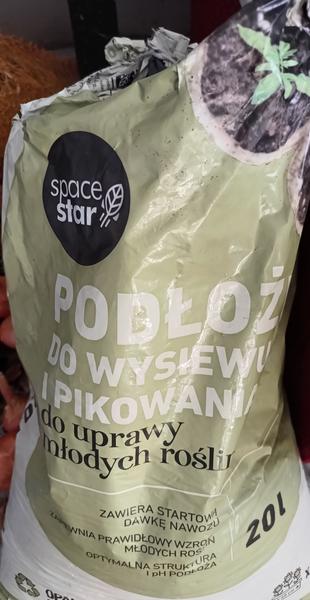 space
star
PODŁOŻ
DO WYSIEWU
I PIKOWANIA
do uprawy
młodych roślin
ZAWIERA STARTOWĄ
DAWKĘ NAWOZU
ZAPEWNIA PRAWIDŁOWY WZROST
MŁODYCH ROŚ
OPTYMALNA STRUKTURA
I pH PODŁOŻA
20 l